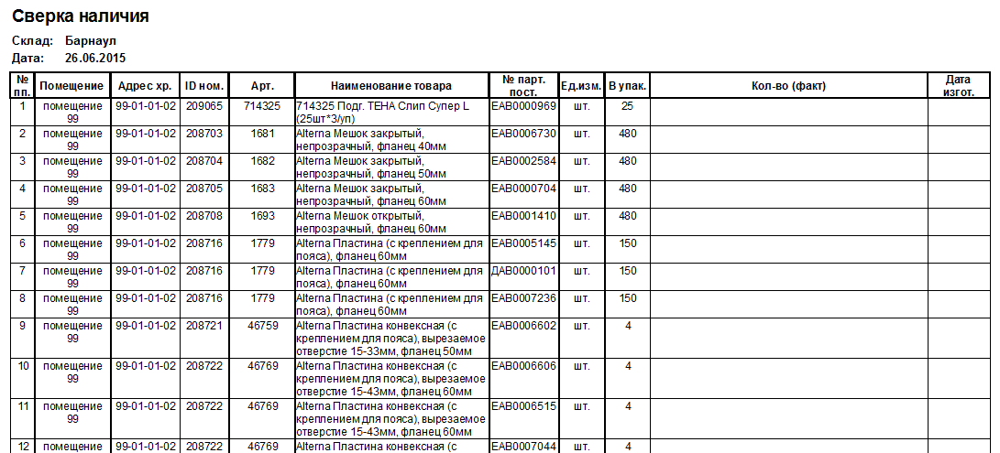 Сверка наличия
Склад: Барнаул
Дата: 26.06.2015
№ пп. Помещение Адрес хр. ID ном. Арт. Наименование товара № парт. пост. Ед.изм. В упак. Кол-во (факт) Дата изгот.
1 помещение 99 99-01-01-02 209065 714325 714325 Подг. ТЕНА Слип Супер L (25шт*3/уп) ЕАВ0000969 шт. 25
2 помещение 99 99-01-01-02 208703 1681 Alterna Мешок закрытый, непрозрачный, фланец 40мм ЕАВ0006730 шт. 480
3 помещение 99 99-01-01-02 208704 1682 Alterna Мешок закрытый, непрозрачный, фланец 50мм ЕАВ0002584 шт. 480
4 помещение 99 99-01-01-02 208705 1683 Alterna Мешок закрытый, непрозрачный, фланец 60мм ЕАВ0000704 шт. 480
5 помещение 99 99-01-01-02 208708 1693 Alterna Мешок открытый, непрозрачный, фланец 60мм ЕАВ0001410 шт. 480
6 помещение 99 99-01-01-02 208716 1779 Alterna Пластина (с креплением для пояса), фланец 60мм ЕАВ0005145 шт. 150
7 помещение 99 99-01-01-02 208716 1779 Alterna Пластина (с креплением для пояса), фланец 60мм ДАВ0000101 шт. 150
8 помещение 99 99-01-01-02 208716 1779 Alterna Пластина (с креплением для пояса), фланец 60мм ЕАВ0007236 шт. 150
9 помещение 99 99-01-01-02 208721 46759 Alterna Пластина конвексная (с креплением для пояса), вырезаемое отверстие 15-33мм, фланец 50мм ЕАВ0006602 шт. 4
10 помещение 99 99-01-01-02 208722 46769 Alterna Пластина конвексная (с креплением для пояса), вырезаемое отверстие 15-43мм, фланец 60мм ЕАВ0006606 шт. 4
11 помещение 99 99-01-01-02 208722 46769 Alterna Пластина конвексная (с креплением для пояса), вырезаемое отверстие 15-43мм, фланец 60мм ЕАВ0006515 шт. 4
12 помещение 99-01-01-02 208722 46769 Alterna Пластина конвексная (с ЕАВ0007044 шт. 4